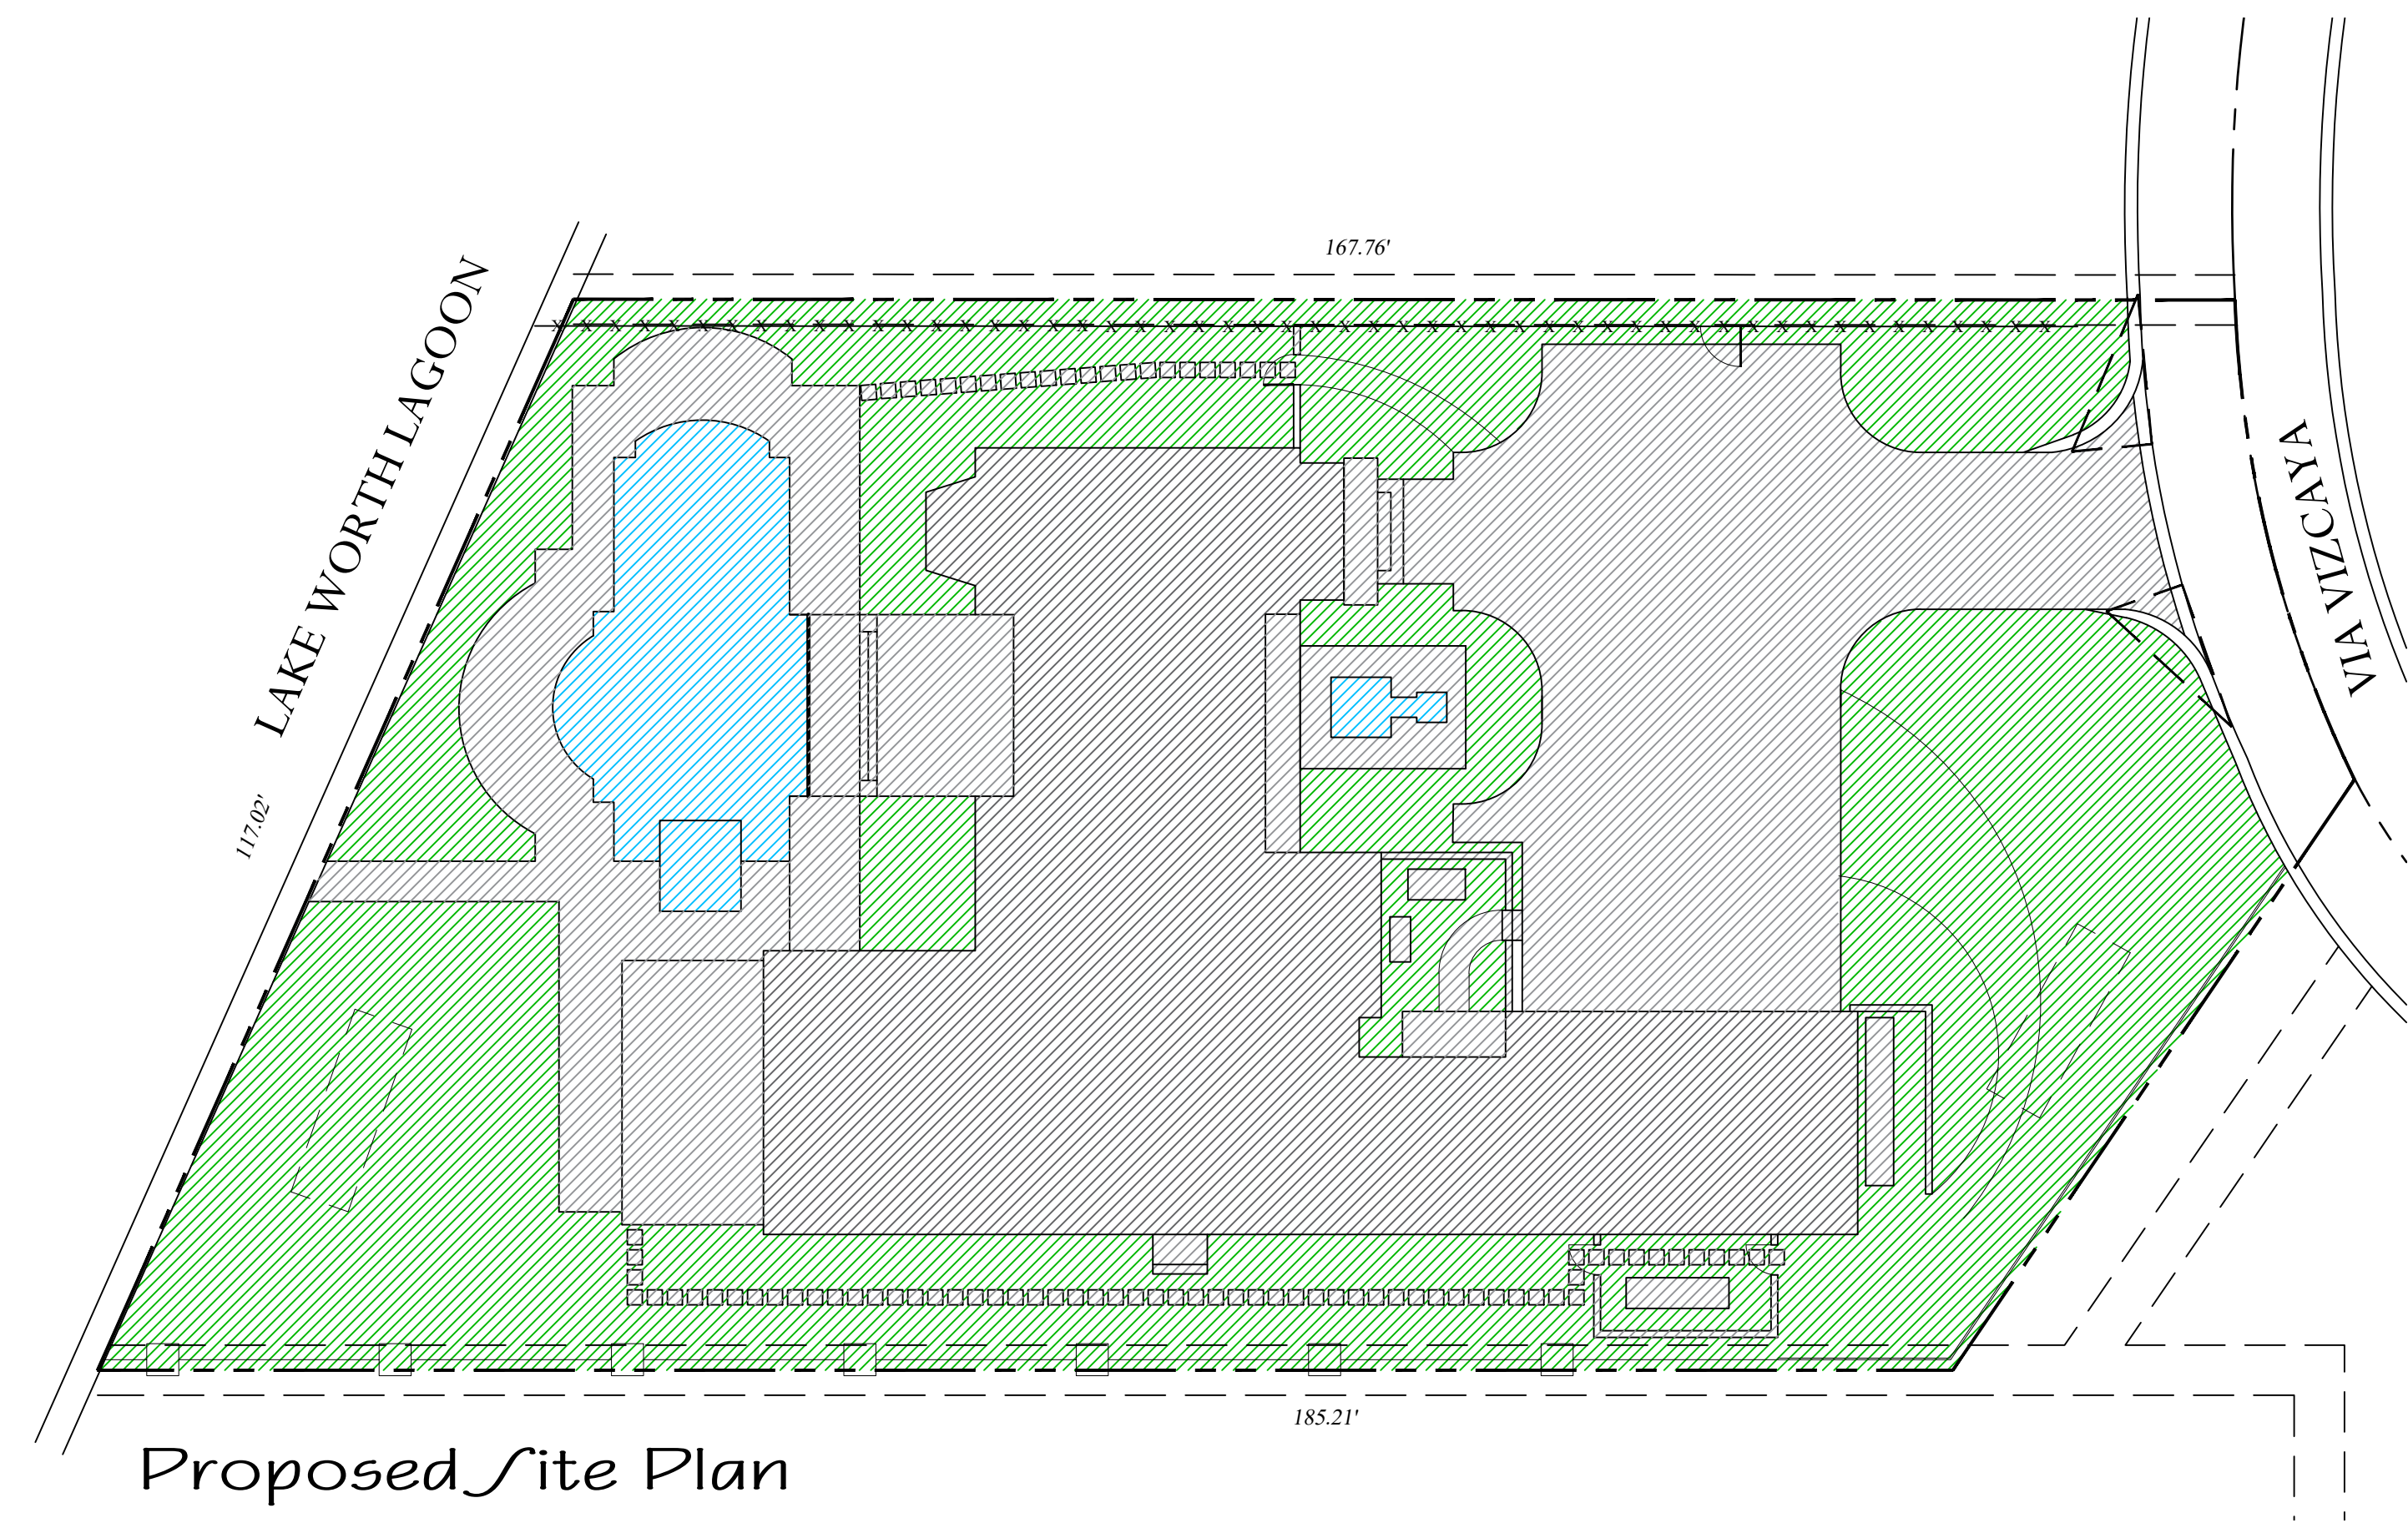 167.76'
LAKE WORTH LAGOON
VIA VIZCAYA
117.02'
185.21'
Proposed Site Plan